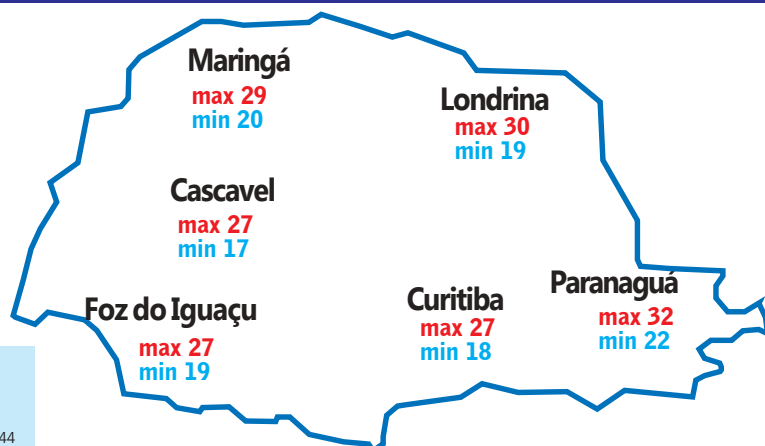 Maringá
max 29
min 20
Londrina
max 30
min 19
Cascavel
max 27
min 17
Foz do Iguaçu
max 27
min 19
Curitiba
max 27
min 18
Paranaguá
max 32
min 22
44